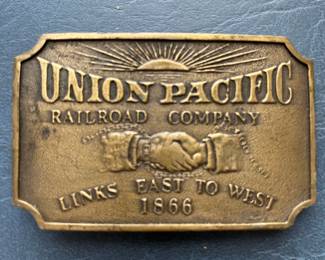 UNION PACIFIC
RAILROAD COMPANY
LINKS EAST TO WEST
1866